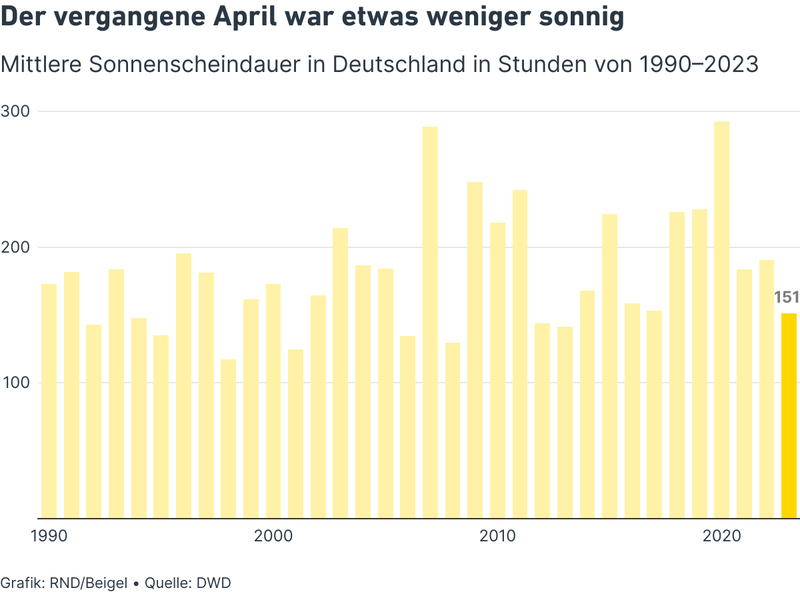 Der vergangene April war etwas weniger sonnig
Mittlere Sonnenscheindauer in Deutschland in Stunden von 1990–2023
300
200
151
100
1990 2000 2010 2020
Grafik: RND/Beigel • Quelle: DWD